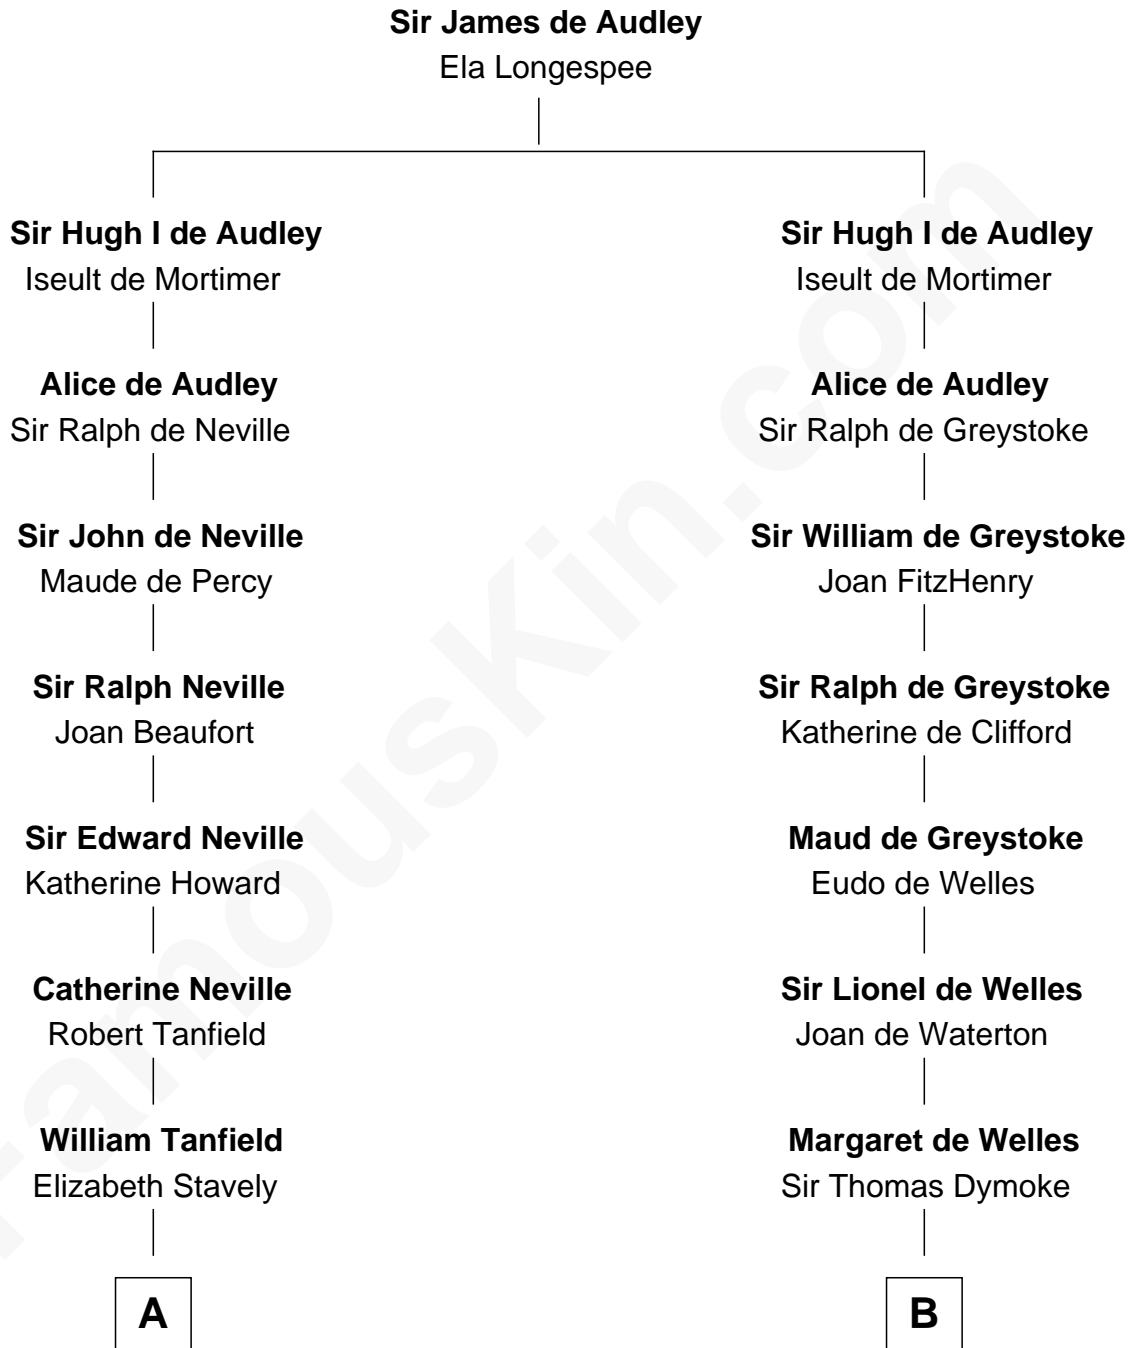 Sir James de Audley
Ela Longespee
Sir Hugh I de Audley
Iseult de Mortimer
Alice de Audley
Sir Ralph de Neville
Sir John de Neville
Maude de Percy
Sir Ralph Neville
Joan Beaufort
Sir Edward Neville
Katherine Howard
Catherine Neville
Robert Tanfield
William Tanfield
Elizabeth Stavely
A
Sir Hugh I de Audley
Iseult de Mortimer
Alice de Audley
Sir Ralph de Greystoke
Sir William de Greystoke
Joan FitzHenry
Sir Ralph de Greystoke
Katherine de Clifford
Maud de Greystoke
Eudo de Welles
Sir Lionel de Welles
Joan de Waterton
Margaret de Welles
Sir Thomas Dymoke
B
FamousKin.com